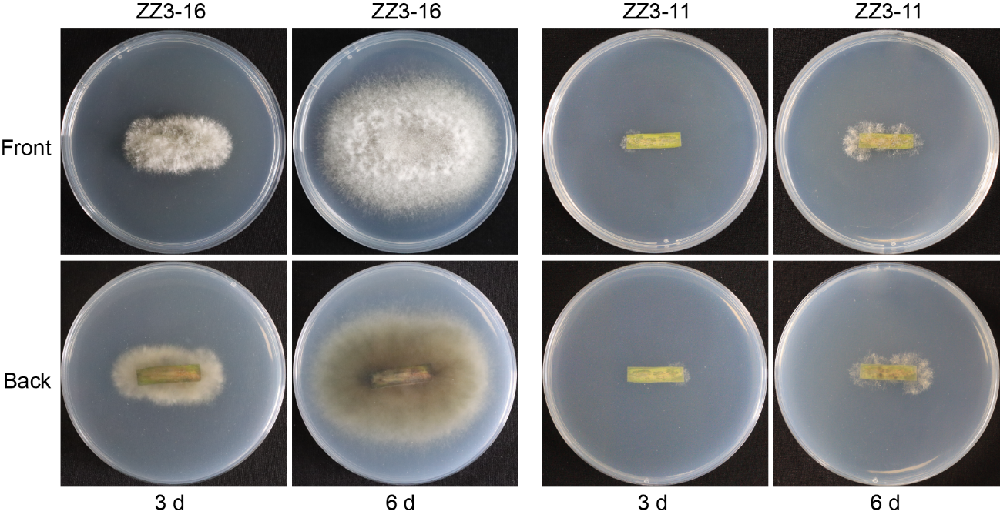 ZZ3-16 ZZ3-16 ZZ3-11 ZZ3-11
Front
Back
3 d 6 d 3 d 6 d